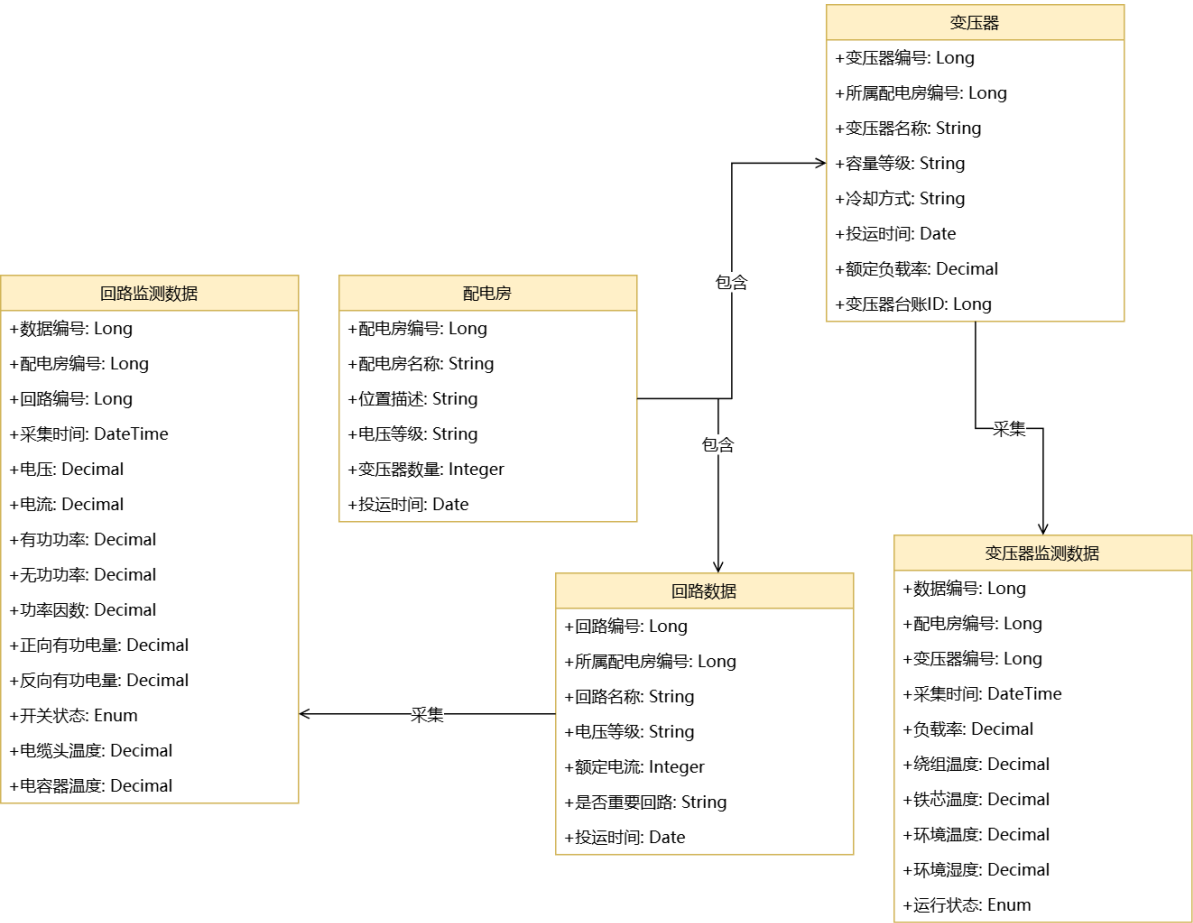 变压器
+变压器编号: Long
+所属配电房编号: Long
+变压器名称: String
+容量等级: String
+冷却方式: String
+投运时间: Date
+额定负载率: Decimal
+变压器台账ID: Long
包含
回路监测数据
+数据编号: Long
+配电房编号: Long
+回路编号: Long
+采集时间: DateTime
+电压: Decimal
+电流: Decimal
+有功功率: Decimal
+无功功率: Decimal
+功率因数: Decimal
+正向有功电量: Decimal
+反向有功电量: Decimal
+开关状态: Enum
+电缆头温度: Decimal
+电容器温度: Decimal
配电房
+配电房编号: Long
+配电房名称: String
+位置描述: String
+电压等级: String
+变压器数量: Integer
+投运时间: Date
包含
采集
回路数据
+回路编号: Long
+所属配电房编号: Long
+回路名称: String
+电压等级: String
+额定电流: Integer
+是否重要回路: String
+投运时间: Date
采集
变压器监测数据
+数据编号: Long
+配电房编号: Long
+变压器编号: Long
+采集时间: DateTime
+负载率: Decimal
+绕组温度: Decimal
+铁芯温度: Decimal
+环境温度: Decimal
+环境湿度: Decimal
+运行状态: Enum